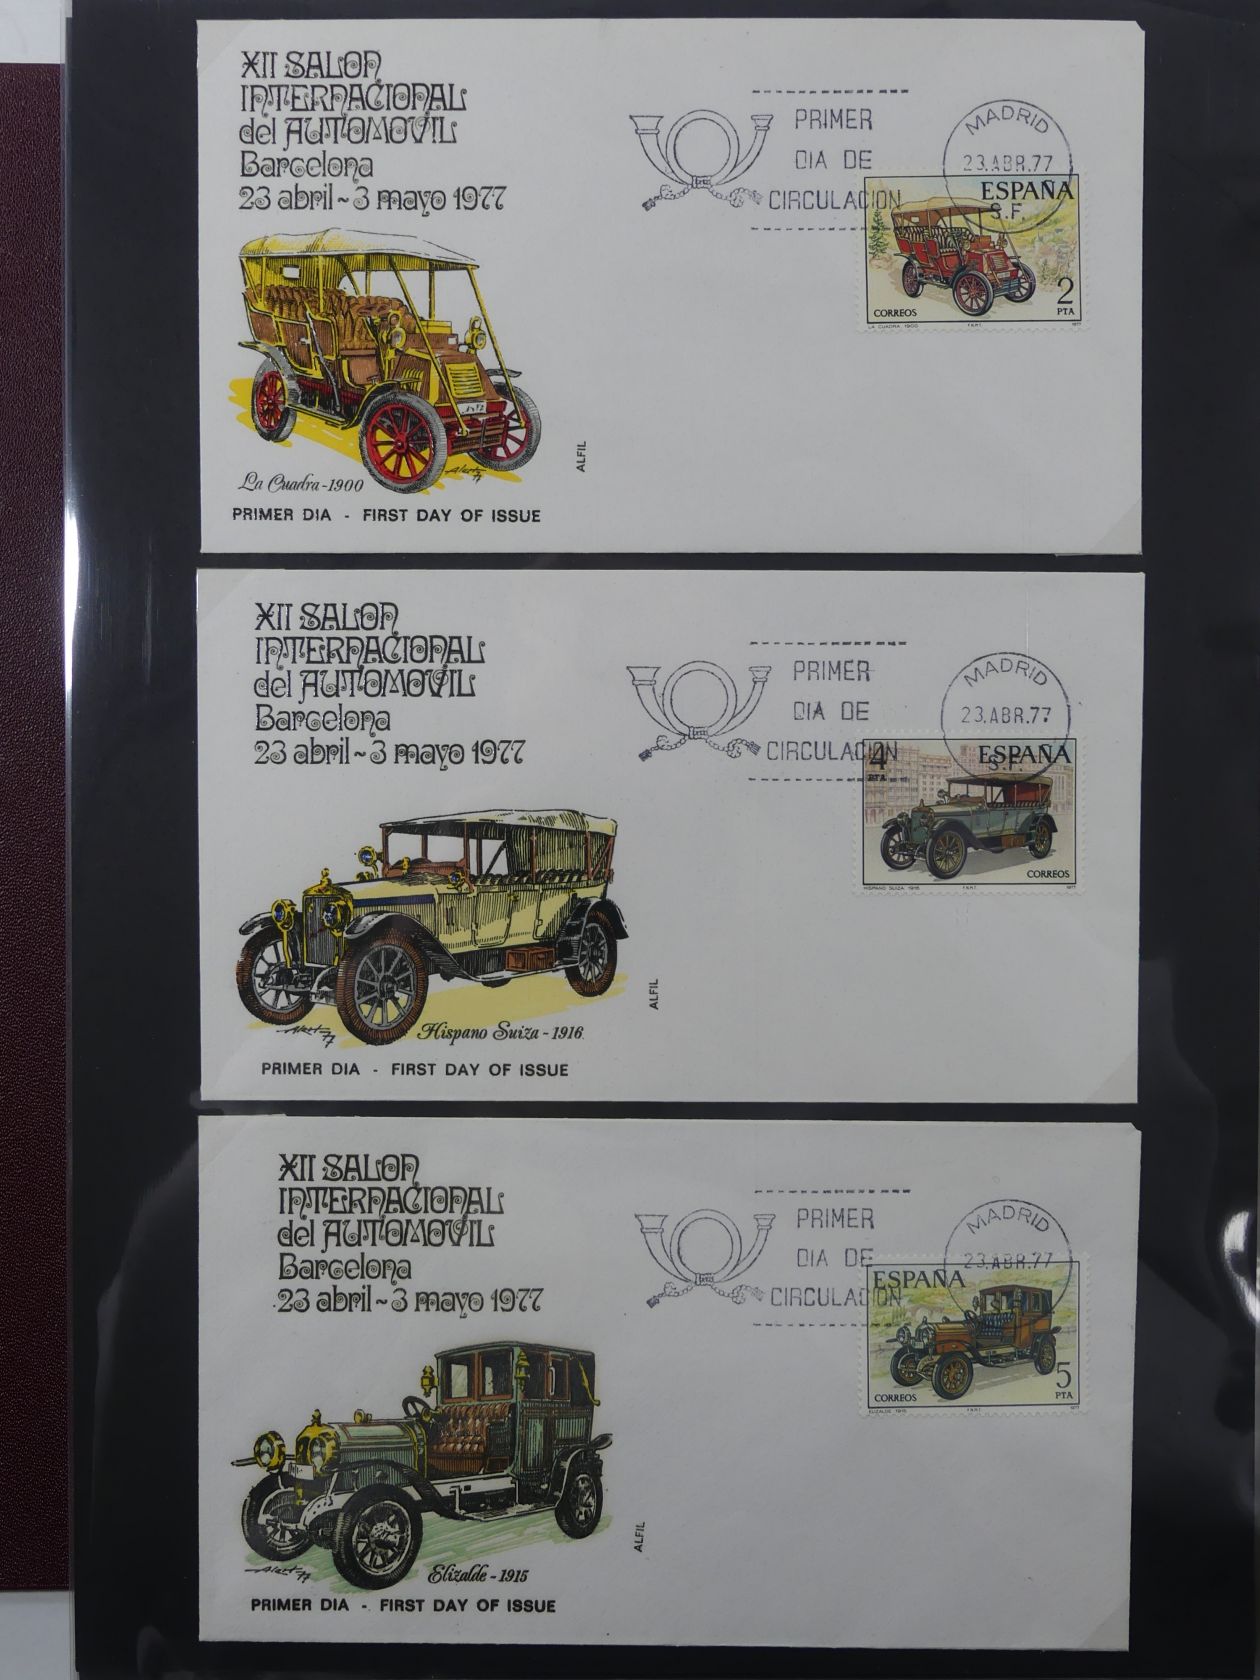 XII SALON
INTERNACIONAL
del AUTOMOVIL
Barcelona
23 abril ~ 3 mayo 1977
La Cuadra - 1900
PRIMER DIA - FIRST DAY OF ISSUE
ALFIL
PRIMER
DIA DE
CIRCULACION
MADRID
23.ABR.77
S.F.
ESPAÑA
2
PTA
CORREOS
LA CUADRA 1900 F.N.M.T. 1977
XII SALON
INTERNACIONAL
del AUTOMOVIL
Barcelona
23 abril ~ 3 mayo 1977
Hispano Suiza - 1916
PRIMER DIA - FIRST DAY OF ISSUE
ALFIL
PRIMER
DIA DE
CIRCULACION
MADRID
23.ABR.77
S.F.
4
PTA
ESPAÑA
CORREOS
HISPANO SUIZA 1916 F.N.M.T. 1977
XII SALON
INTERNACIONAL
del AUTOMOVIL
Barcelona
23 abril ~ 3 mayo 1977
Elizalde - 1915
PRIMER DIA - FIRST DAY OF ISSUE
ALFIL
PRIMER
DIA DE
CIRCULACION
MADRID
23.ABR.77
ESPAÑA
5
PTA
CORREOS
ELIZALDE 1915 F.N.M.T. 1977